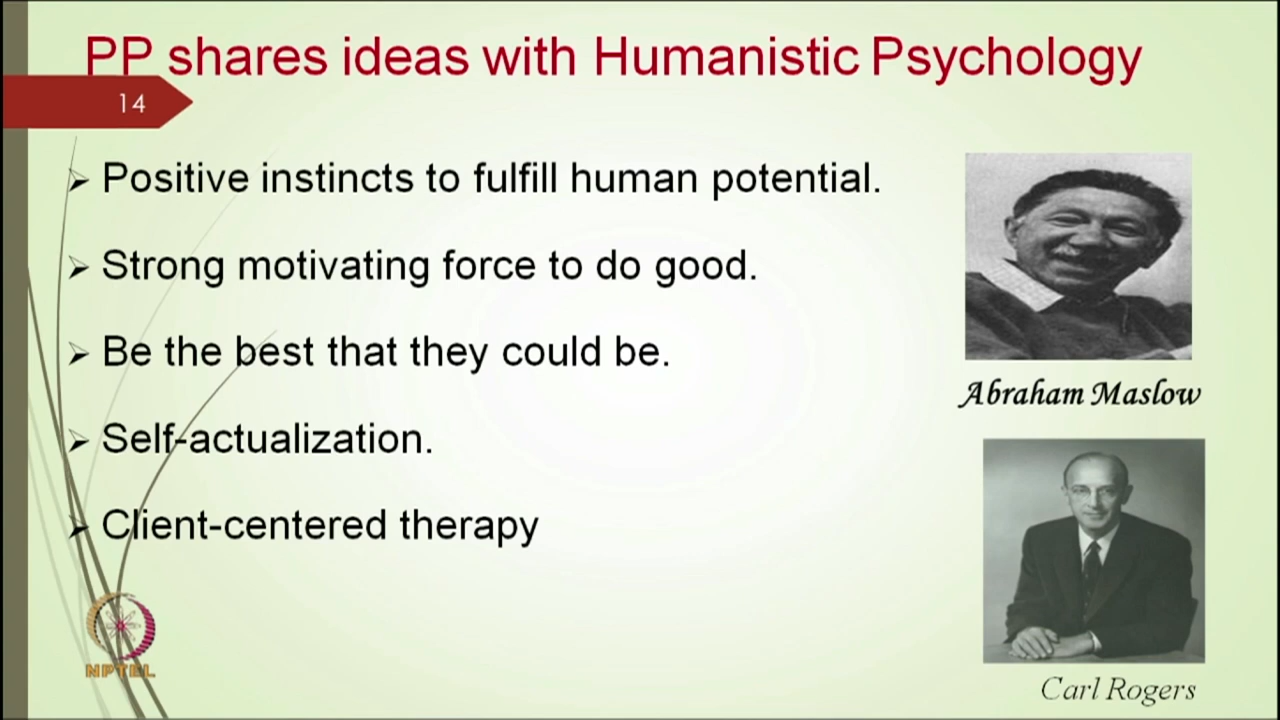 PP shares ideas with Humanistic Psychology
14
Positive instincts to fulfill human potential.
Strong motivating force to do good.
Be the best that they could be.
Self-actualization.
Client-centered therapy
Abraham Maslow
Carl Rogers
NPTEL